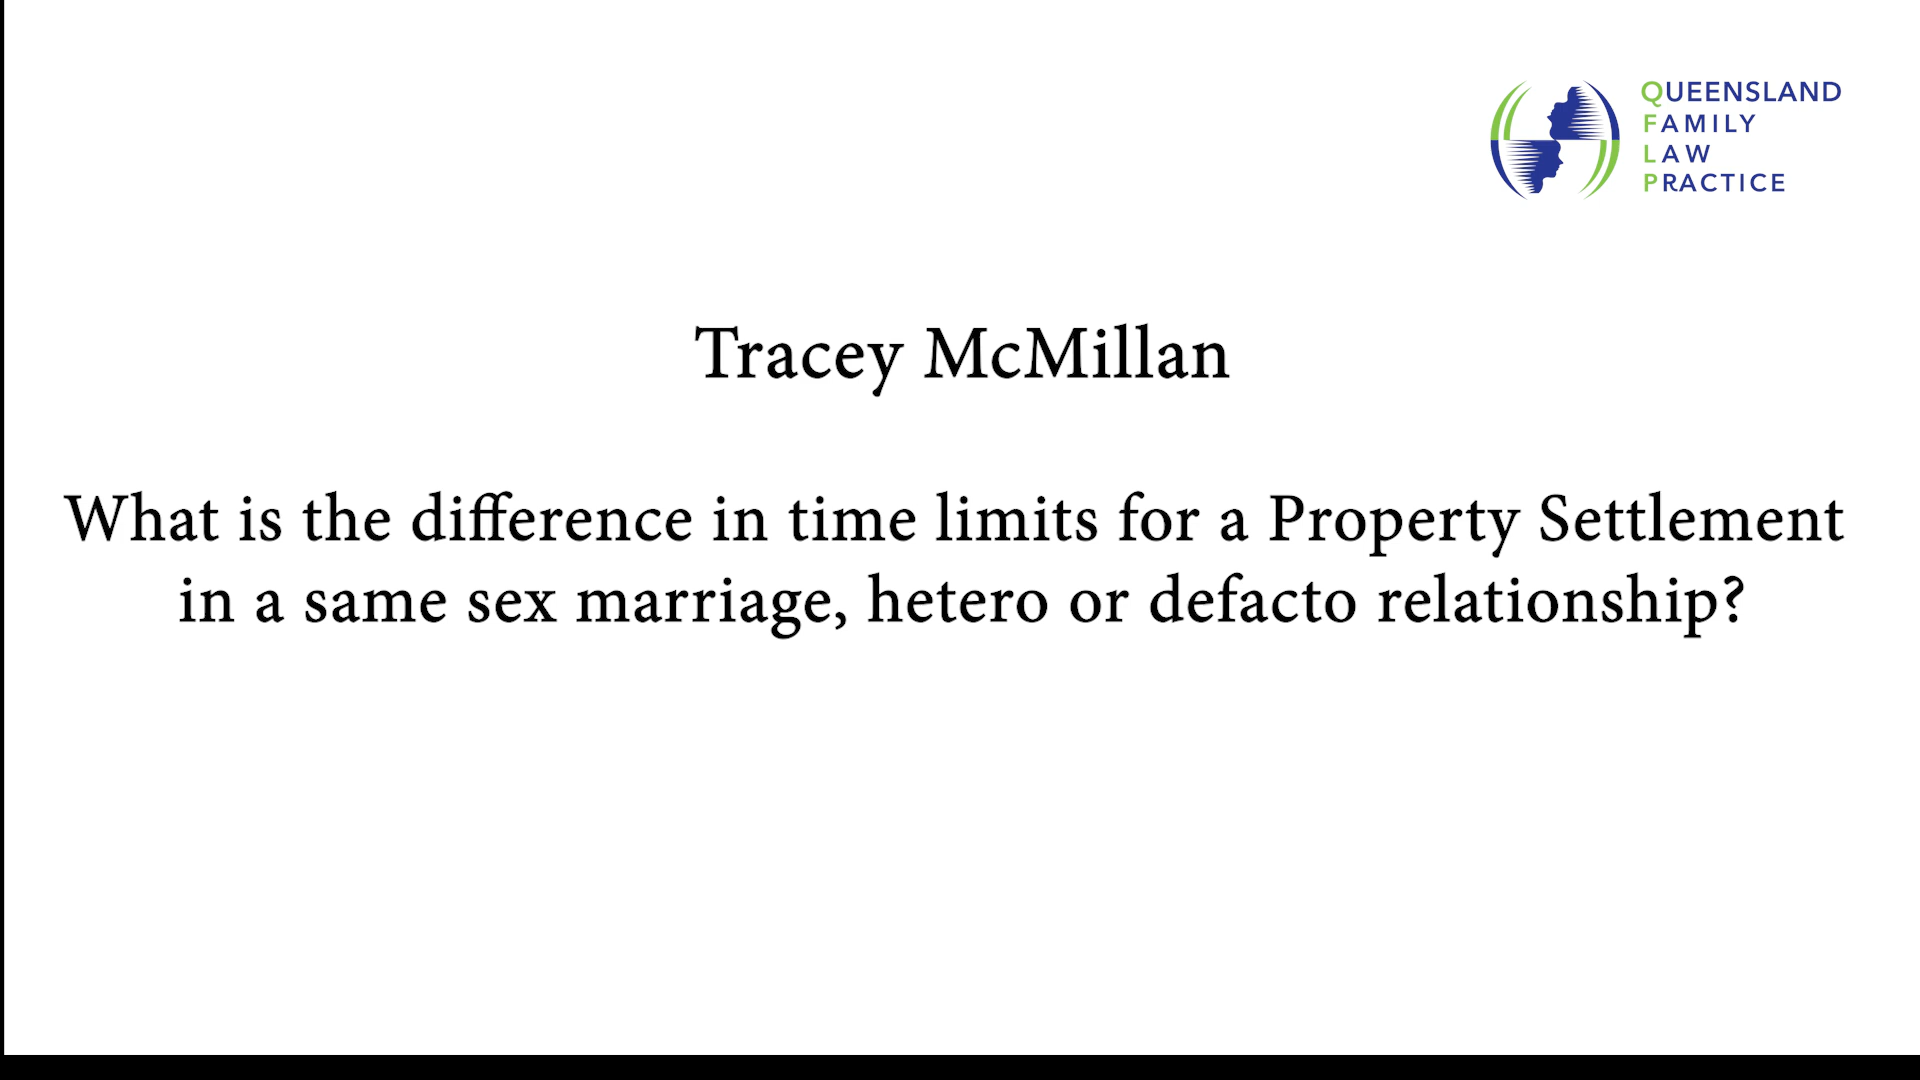 QUEENSLAND
FAMILY
LAW
PRACTICE
Tracey McMillan
What is the difference in time limits for a Property Settlement
in a same sex marriage, hetero or defacto relationship?